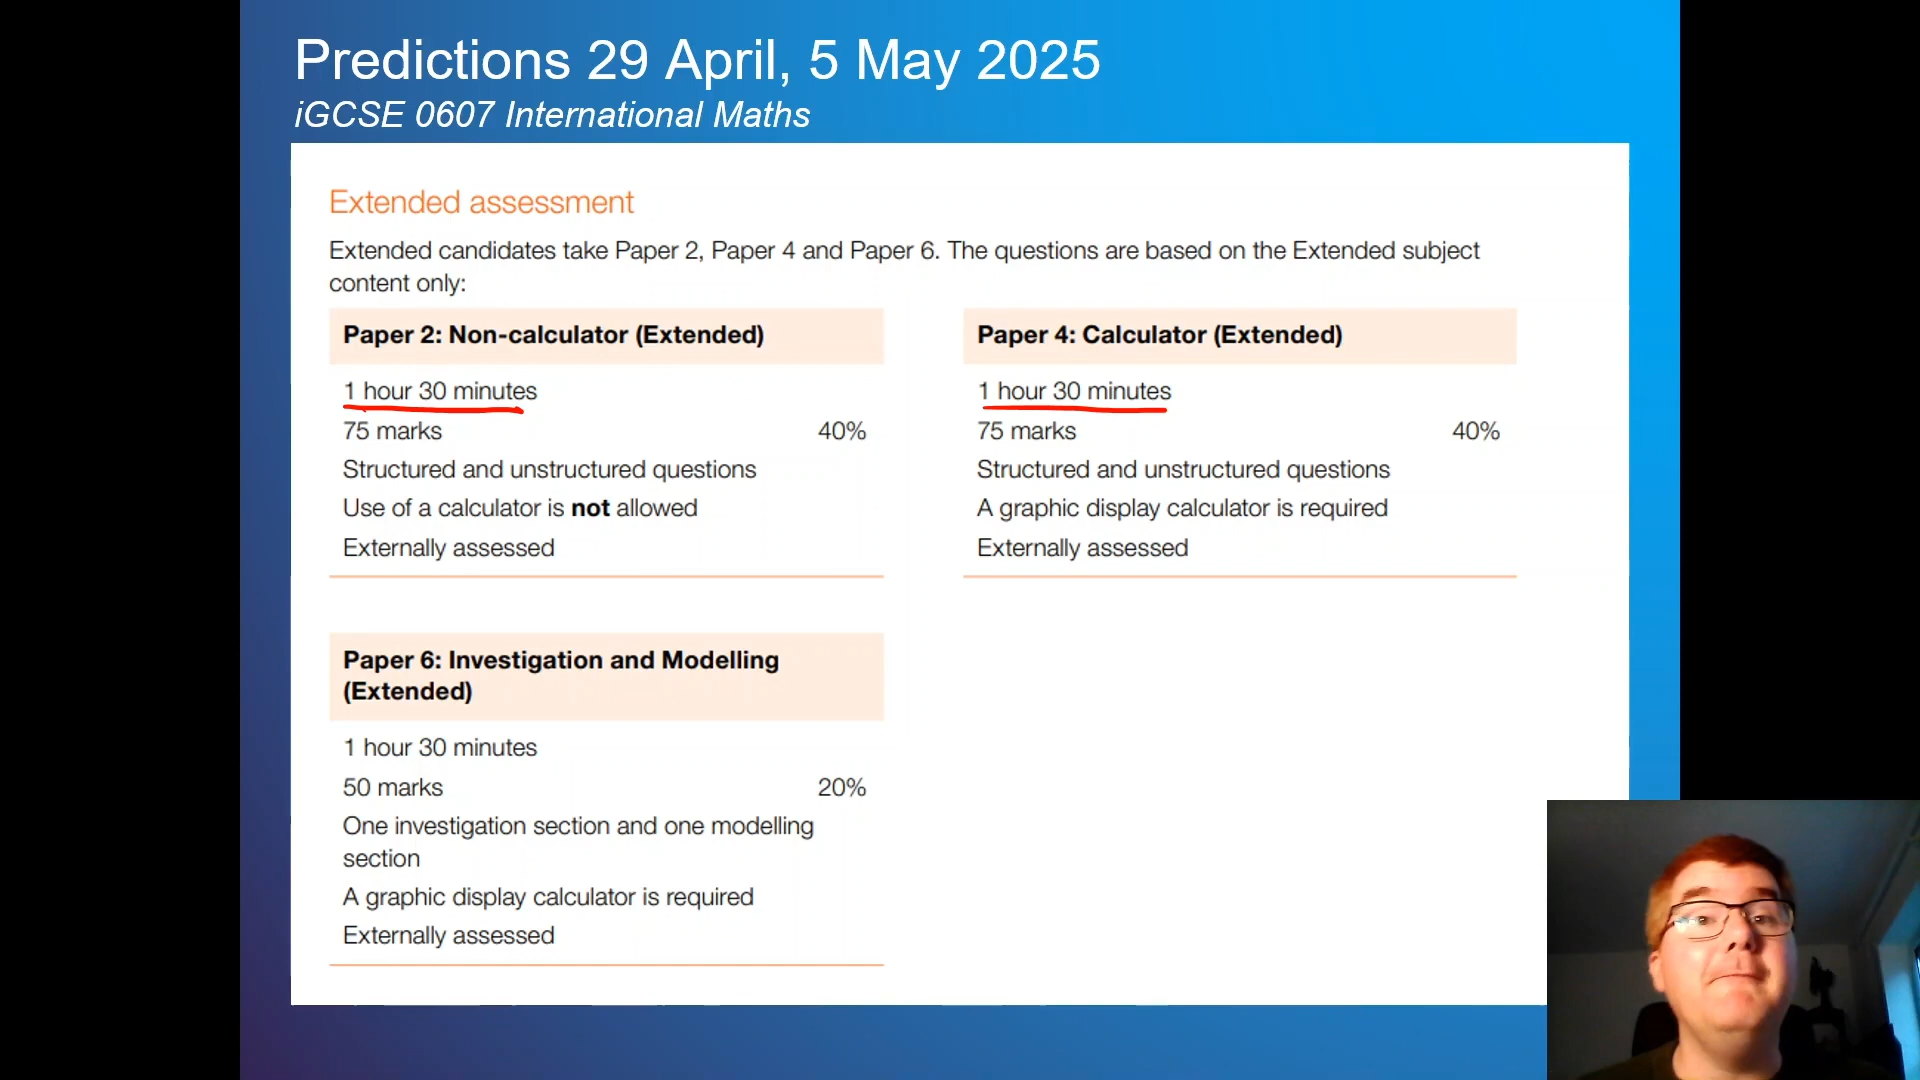 Predictions 29 April, 5 May 2025
iGCSE 0607 International Maths
Extended assessment
Extended candidates take Paper 2, Paper 4 and Paper 6. The questions are based on the Extended subject
content only:
Paper 2: Non-calculator (Extended)
1 hour 30 minutes
75 marks 40%
Structured and unstructured questions
Use of a calculator is not allowed
Externally assessed
Paper 4: Calculator (Extended)
1 hour 30 minutes
75 marks 40%
Structured and unstructured questions
A graphic display calculator is required
Externally assessed
Paper 6: Investigation and Modelling
(Extended)
1 hour 30 minutes
50 marks 20%
One investigation section and one modelling
section
A graphic display calculator is required
Externally assessed